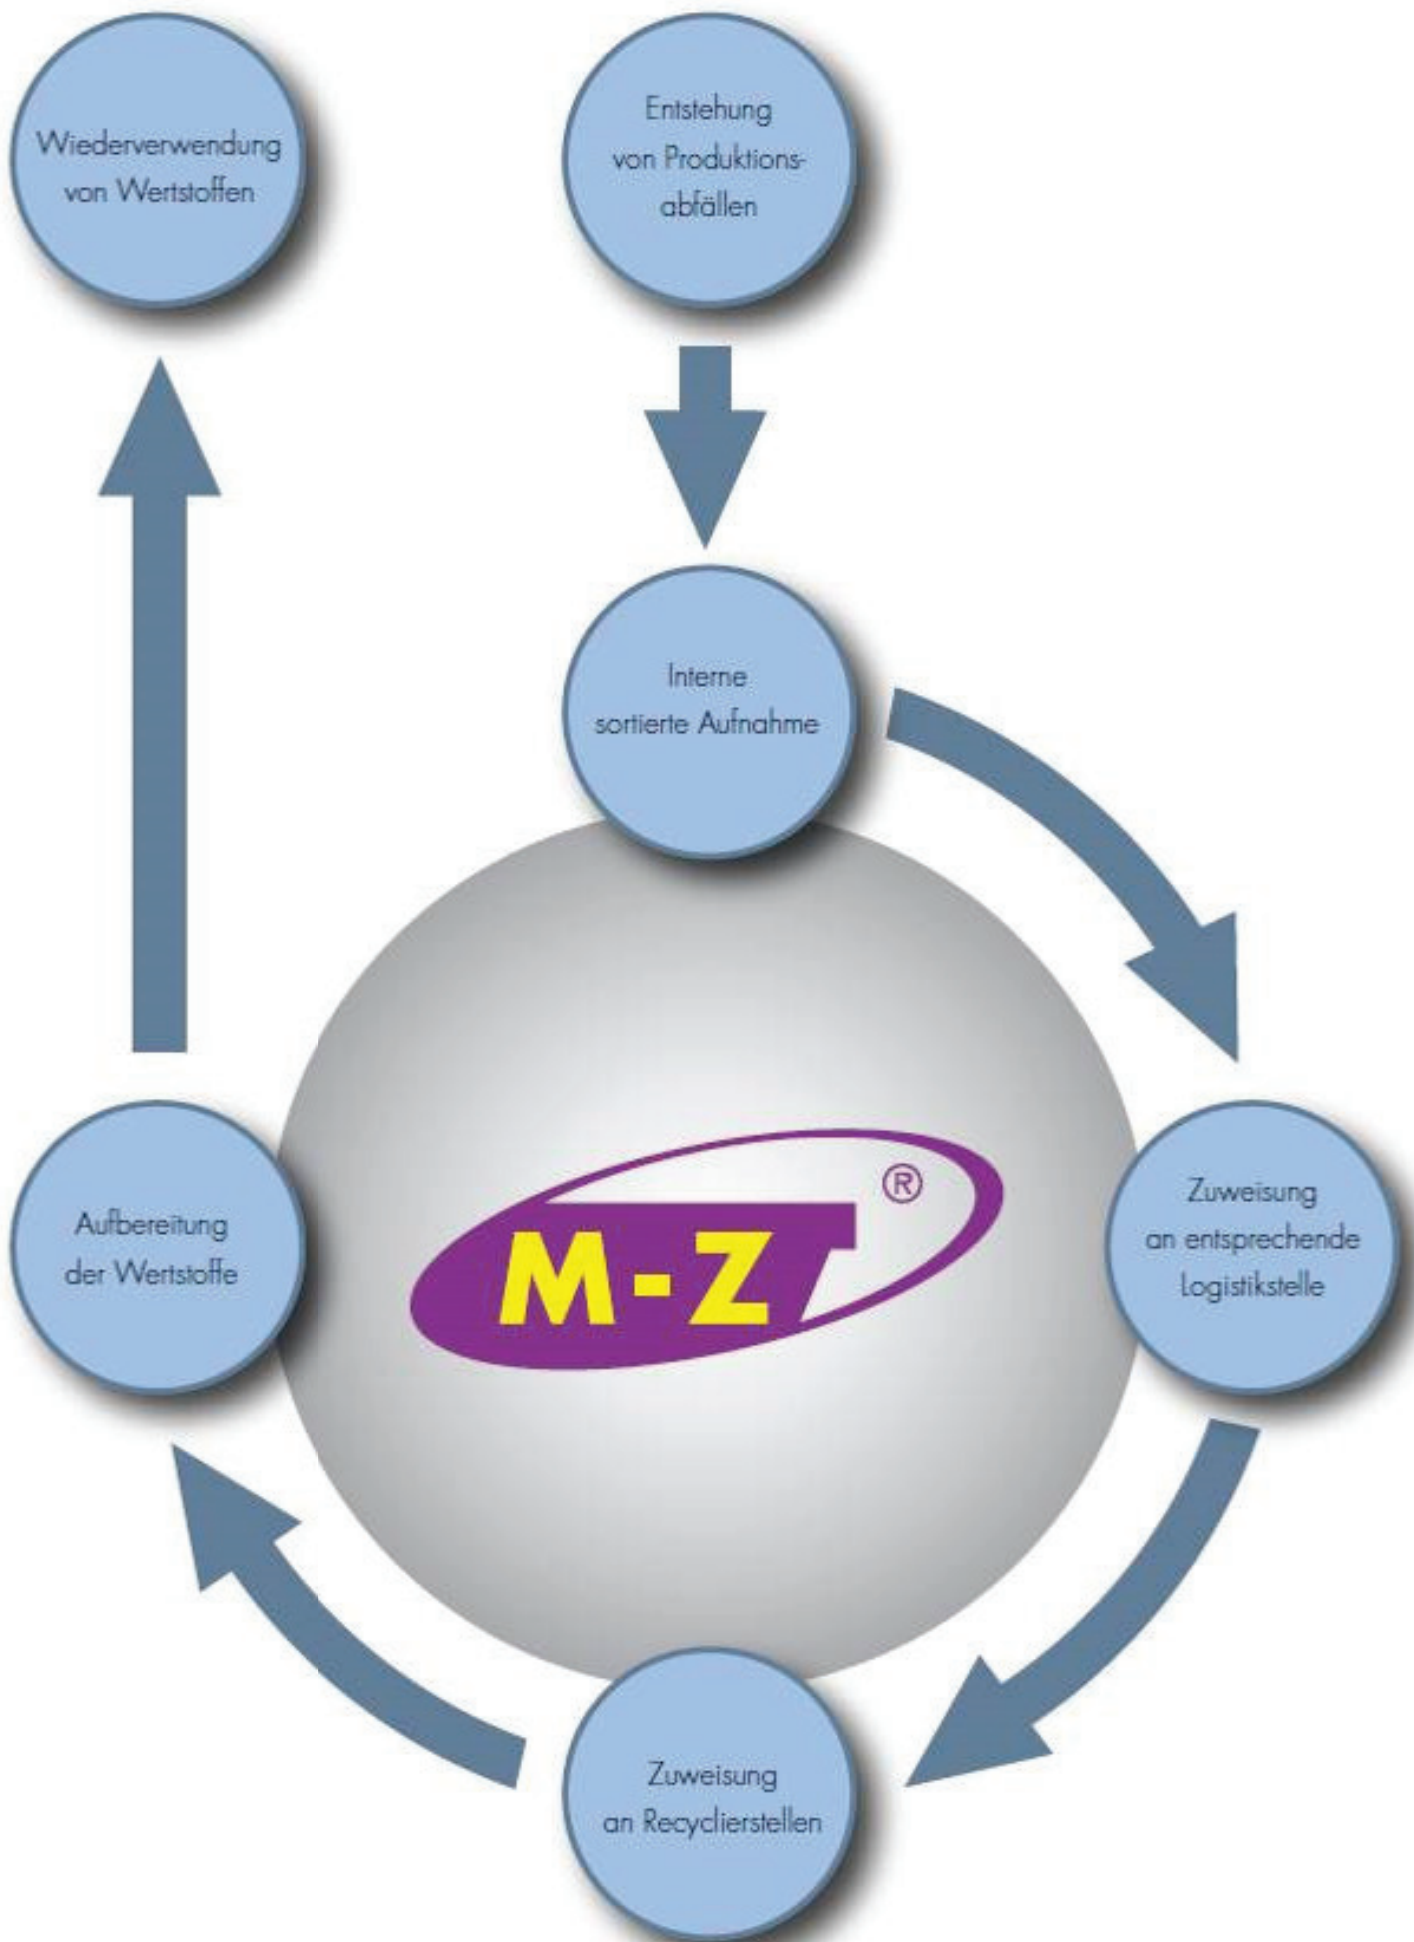 Wiederverwendung
von Wertstoffen
Entstehung
von Produktions-
abfällen
Interne
sortierte Aufnahme
Zuweisung
an entsprechende
Logistikstelle
Zuweisung
an Recyclierstellen
Aufbereitung
der Wertstoffe
M-Z
®